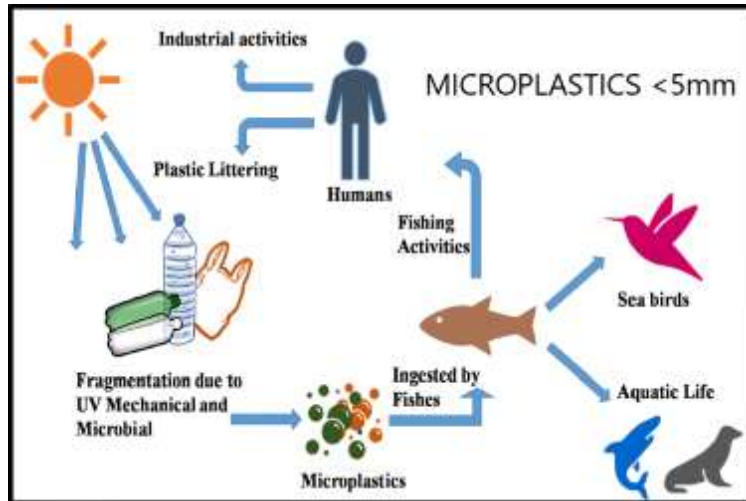 Industrial activities
MICROPLASTICS <5mm
Plastic Littering
Humans
Fishing
Activities
Sea birds
Fragmentation due to
UV Mechanical and
Microbial
Ingested by
Fishes
Aquatic Life
Microplastics